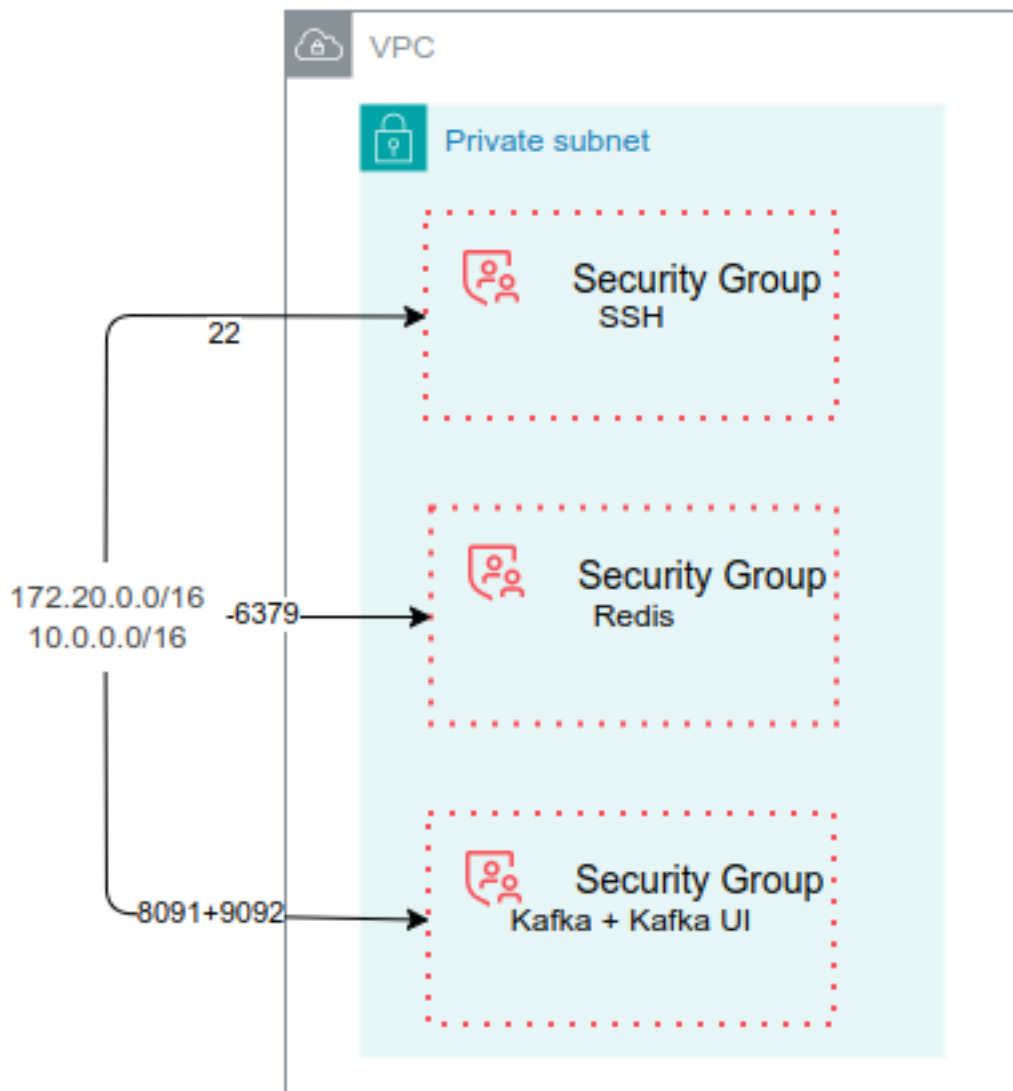 VPC
Private subnet
Security Group
SSH
22
Security Group
Redis
172.20.0.0/16
10.0.0.0/16
-6379
Security Group
Kafka + Kafka UI
8091+9092